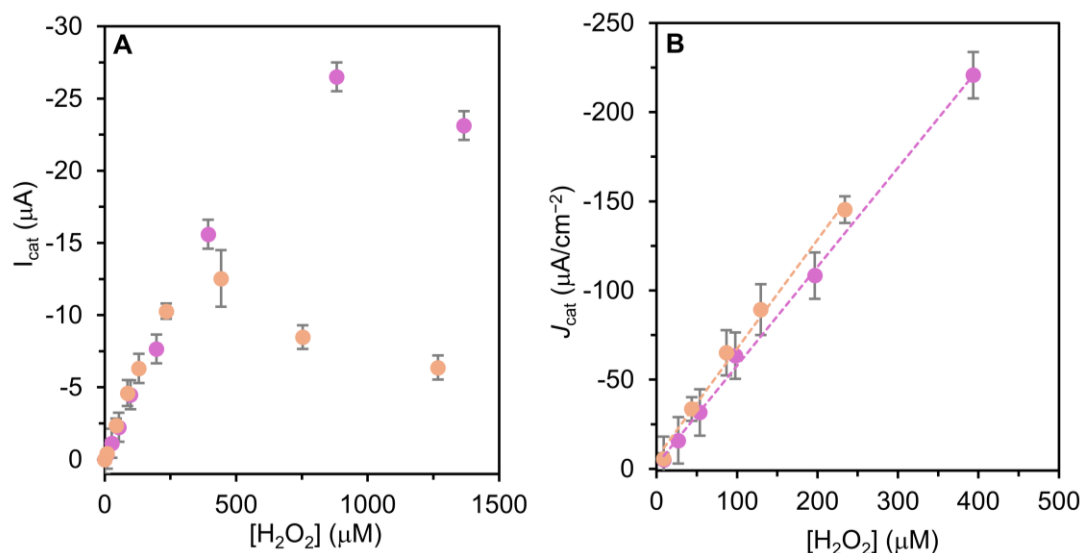 A
-30
-25
-20
-15
-10
-5
0
I_cat (μA)
0 500 1000 1500
[H₂O₂] (μM)
B
-250
-200
-150
-100
-50
0
J_cat (μA/cm⁻²)
0 100 200 300 400 500
[H₂O₂] (μM)